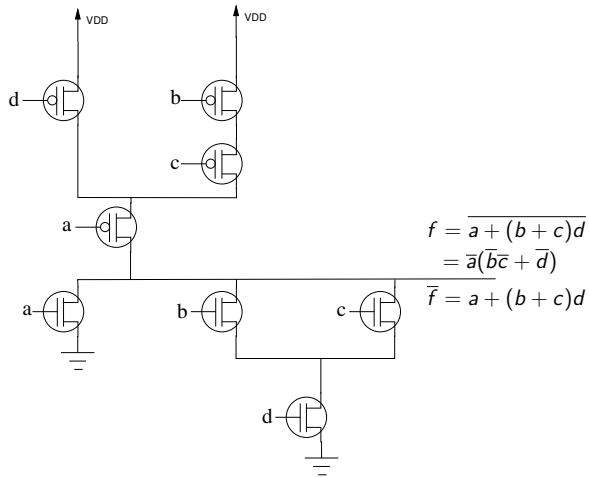 VDD
VDD
d
b
c
a
f = \overline{a + (b + c)d}
= \overline{a}(\overline{b}\overline{c} + \overline{d})
\overline{f} = a + (b + c)d
a
b
c
d